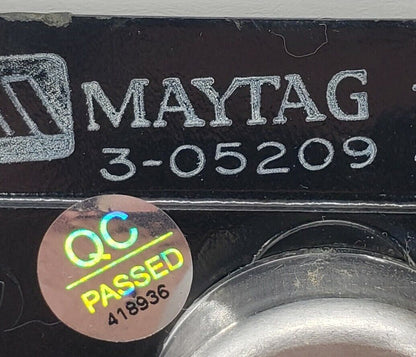 MAYTAG
3-05209
QC
PASSED
418936